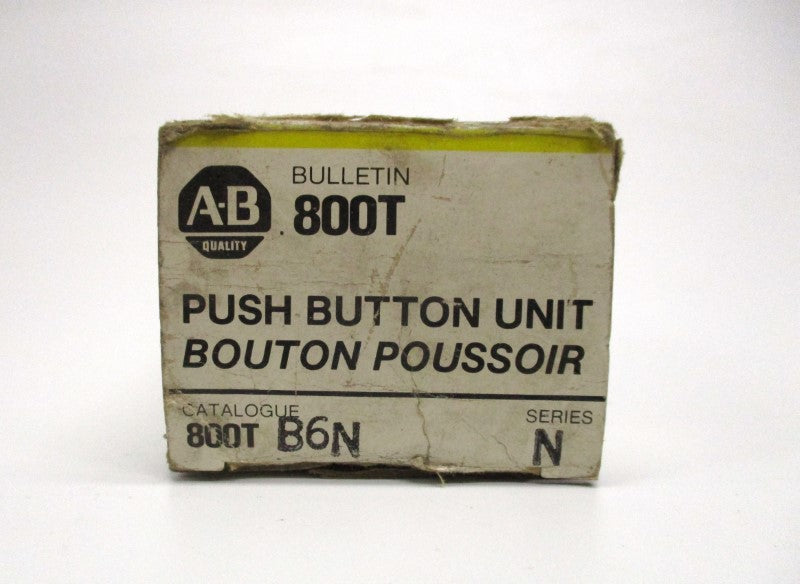 A-B
QUALITY
BULLETIN
800T
PUSH BUTTON UNIT
BOUTON POUSSOIR
CATALOGUE
800T B6N
SERIES
N